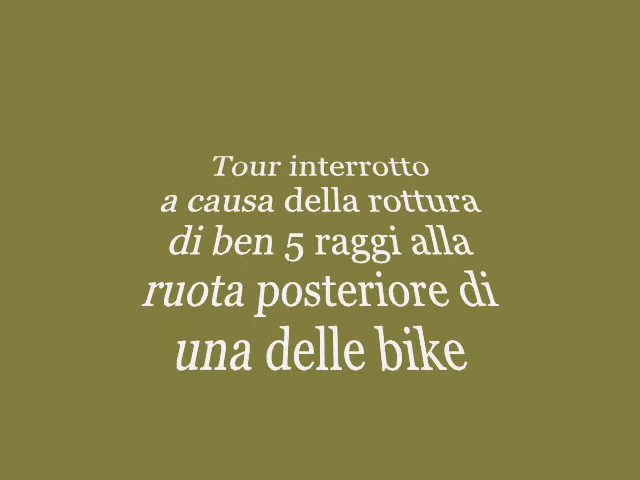 Tour interrotto
a causa della rottura
di ben 5 raggi alla
ruota posteriore di
una delle bike